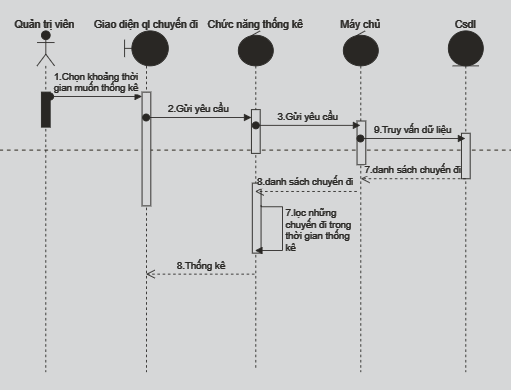 Quản trị viên
Giao diện ql chuyến đi
Chức năng thống kê
Máy chủ
Csdl
1.Chọn khoảng thời
gian muốn thống kê
2.Gửi yêu cầu
3.Gửi yêu cầu
9.Truy vấn dữ liệu
7.danh sách chuyến đi
8.danh sách chuyến đi
7.lọc những
chuyến đi trong
thời gian thống
kê
8.Thống kê